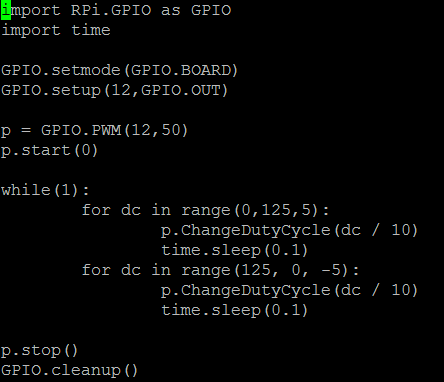 import RPi.GPIO as GPIO
import time

GPIO.setmode(GPIO.BOARD)
GPIO.setup(12,GPIO.OUT)

p = GPIO.PWM(12,50)
p.start(0)

while(1):
        for dc in range(0,125,5):
                p.ChangeDutyCycle(dc / 10)
                time.sleep(0.1)
        for dc in range(125, 0, -5):
                p.ChangeDutyCycle(dc / 10)
                time.sleep(0.1)

p.stop()
GPIO.cleanup()